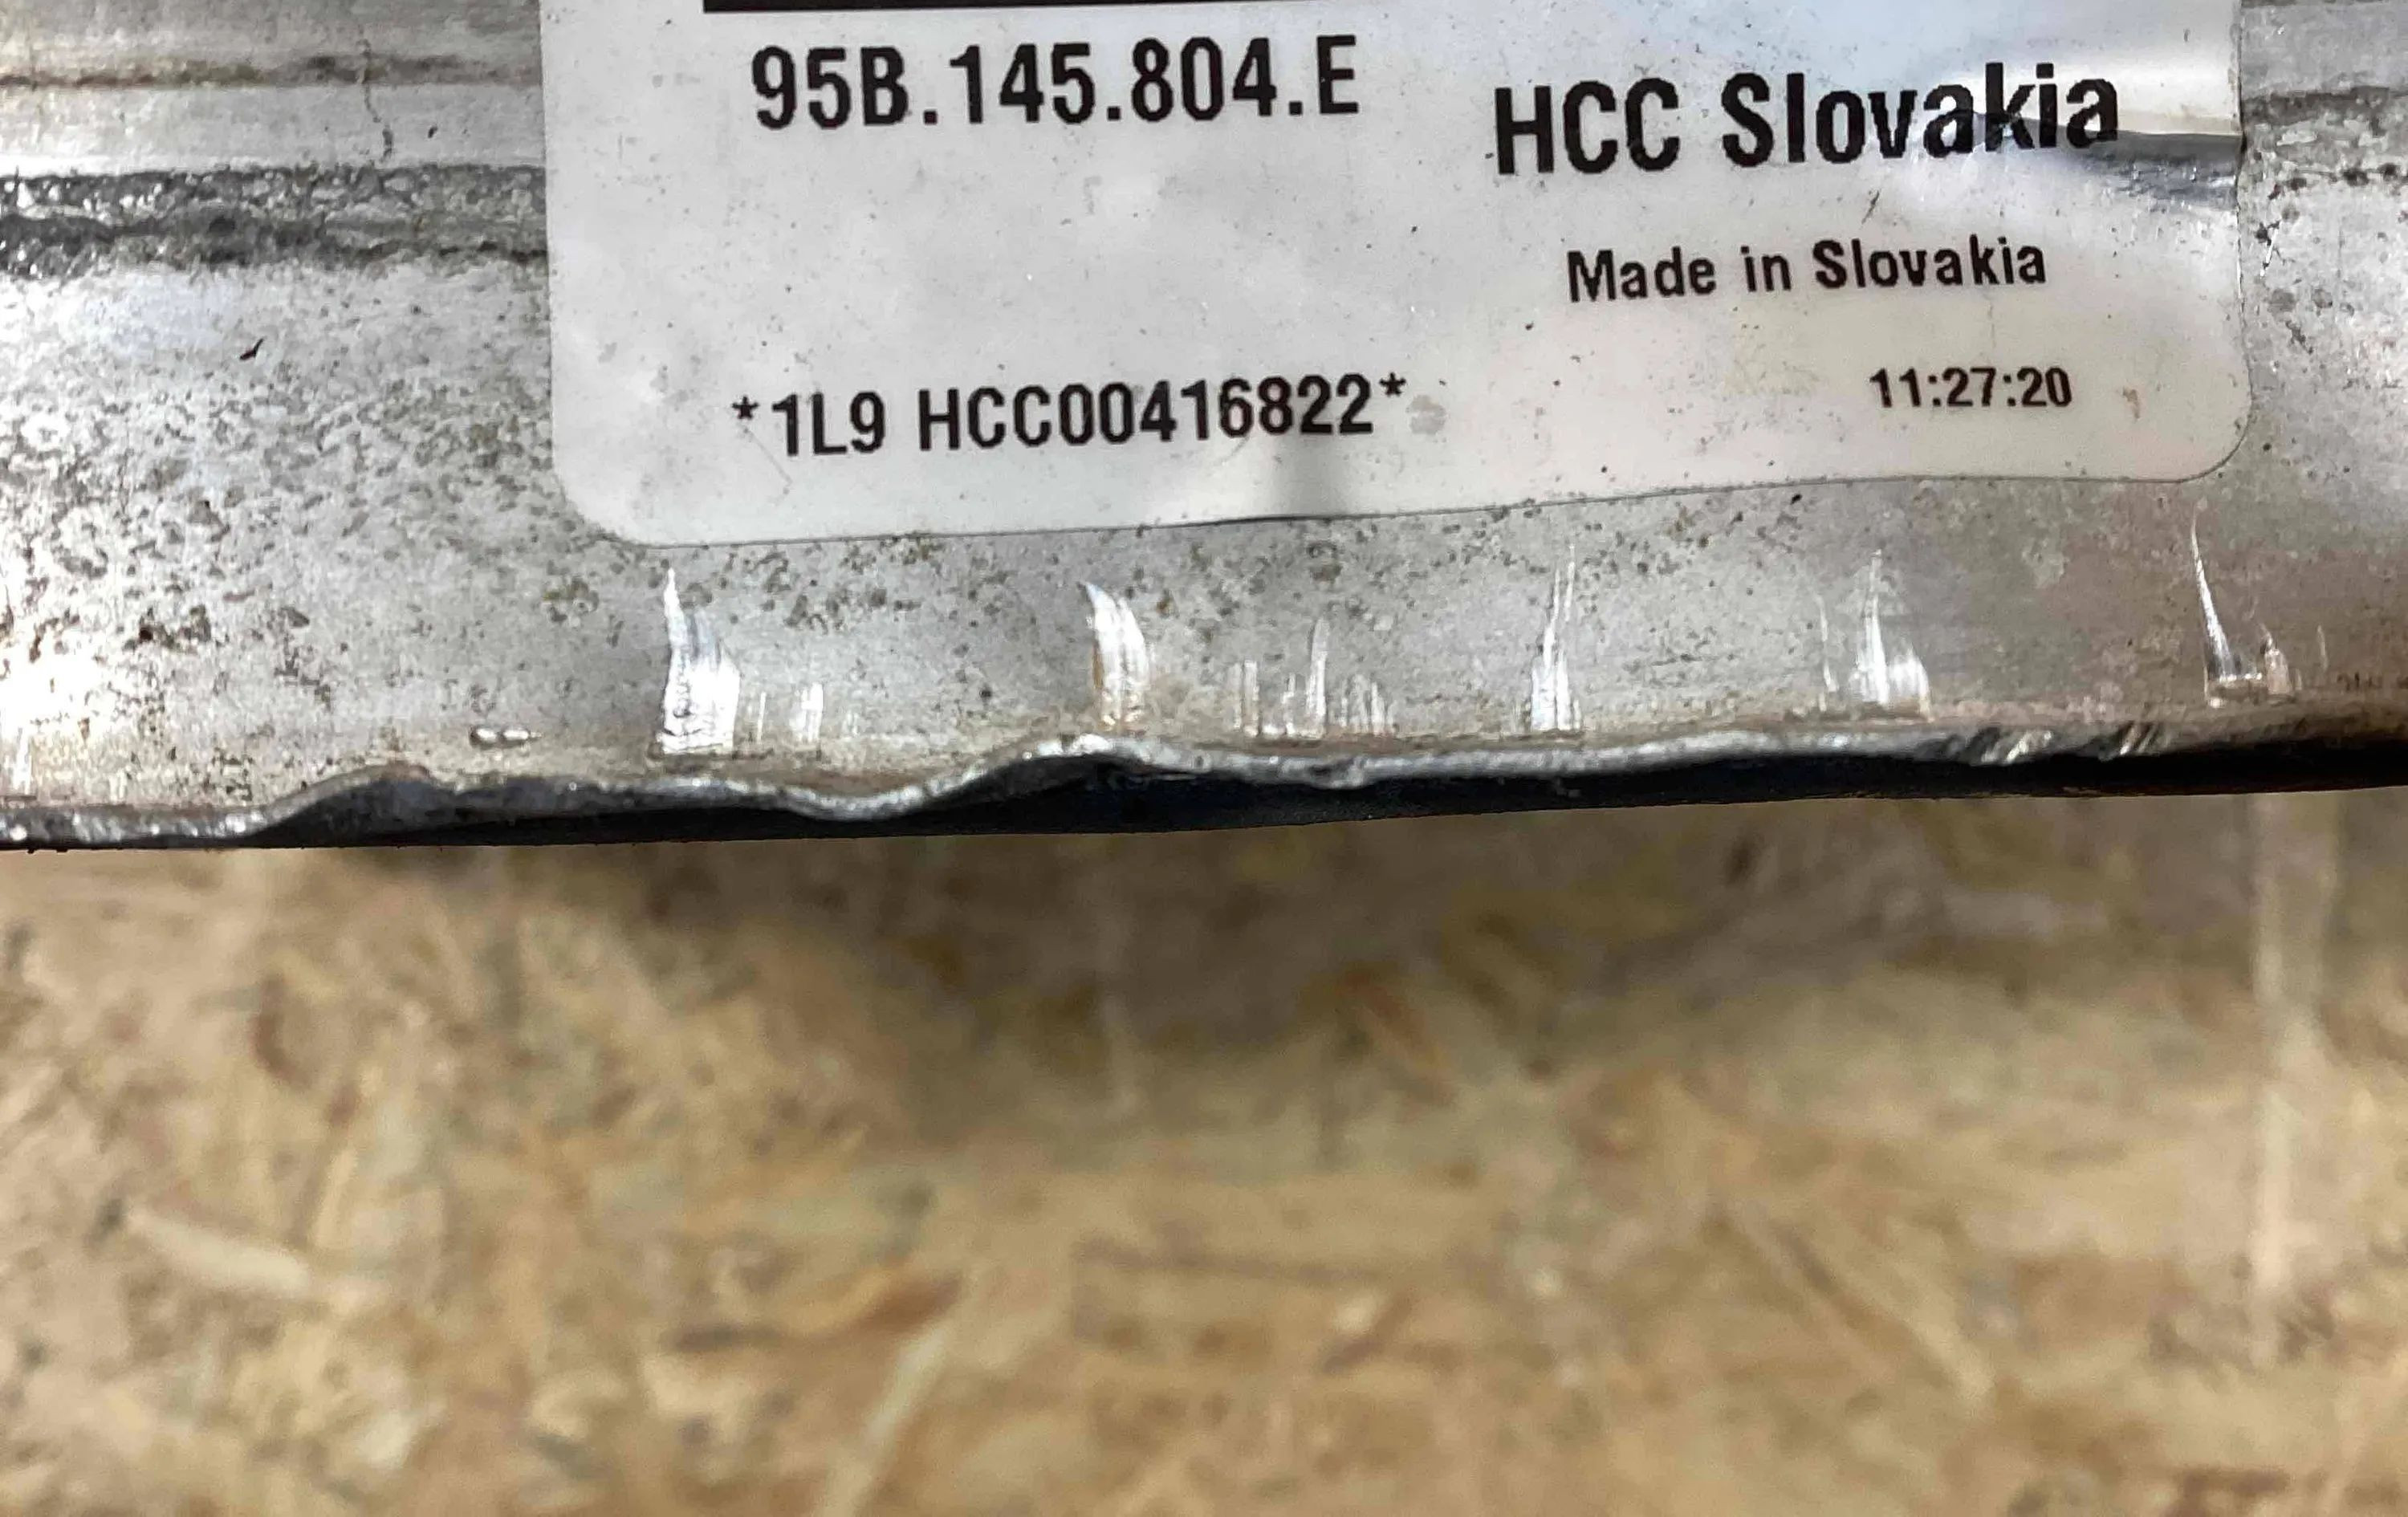 95B.145.804.E
HCC Slovakia
Made in Slovakia
*1L9 HCC00416822*
11:27:20